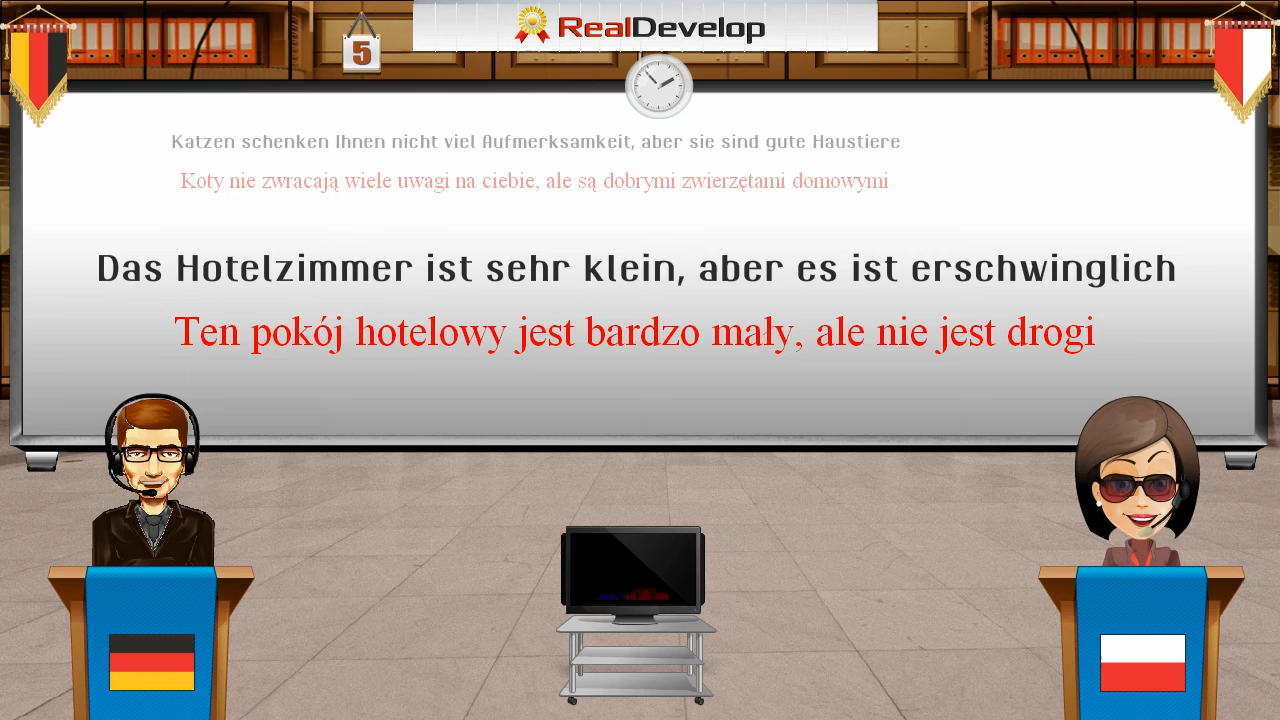 RealDevelop
5
Katzen schenken Ihnen nicht viel Aufmerksamkeit, aber sie sind gute Haustiere
Koty nie zwracają wiele uwagi na ciebie, ale są dobrymi zwierzętami domowymi
Das Hotelzimmer ist sehr klein, aber es ist erschwinglich
Ten pokój hotelowy jest bardzo mały, ale nie jest drogi